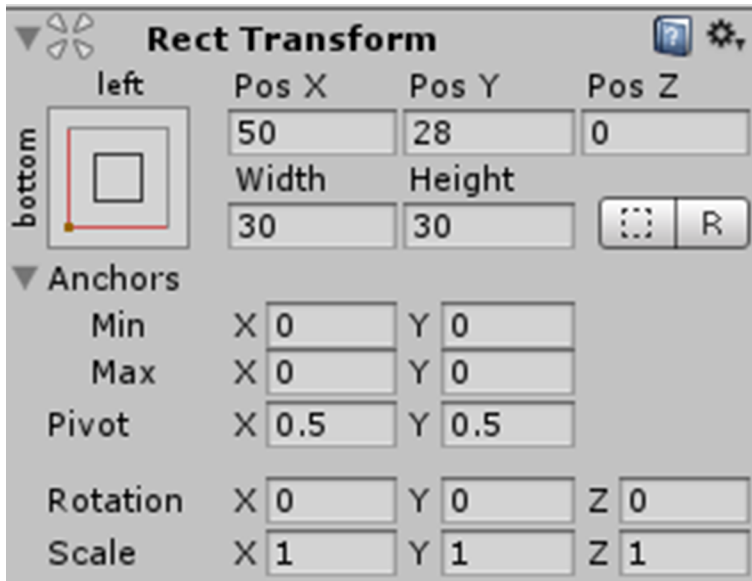 Rect Transform
left
Pos X Pos Y Pos Z
bottom
50 28 0
Width Height
30 30 R
Anchors
Min X 0 Y 0
Max X 0 Y 0
Pivot X 0.5 Y 0.5
Rotation X 0 Y 0 Z 0
Scale X 1 Y 1 Z 1